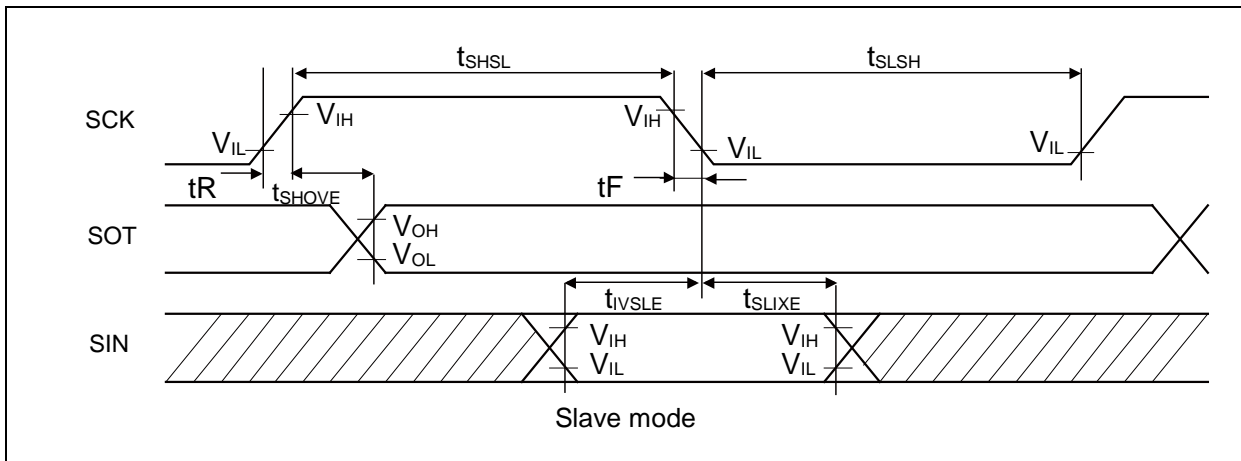 tSHSL
tSLSH
SCK
VIH
VIH
VIL
VIL
VIL
tR
tSHOVE
tF
SOT
VOH
VOL
tIVSLE
tSLIXE
SIN
VIH
VIH
VIL
VIL
Slave mode